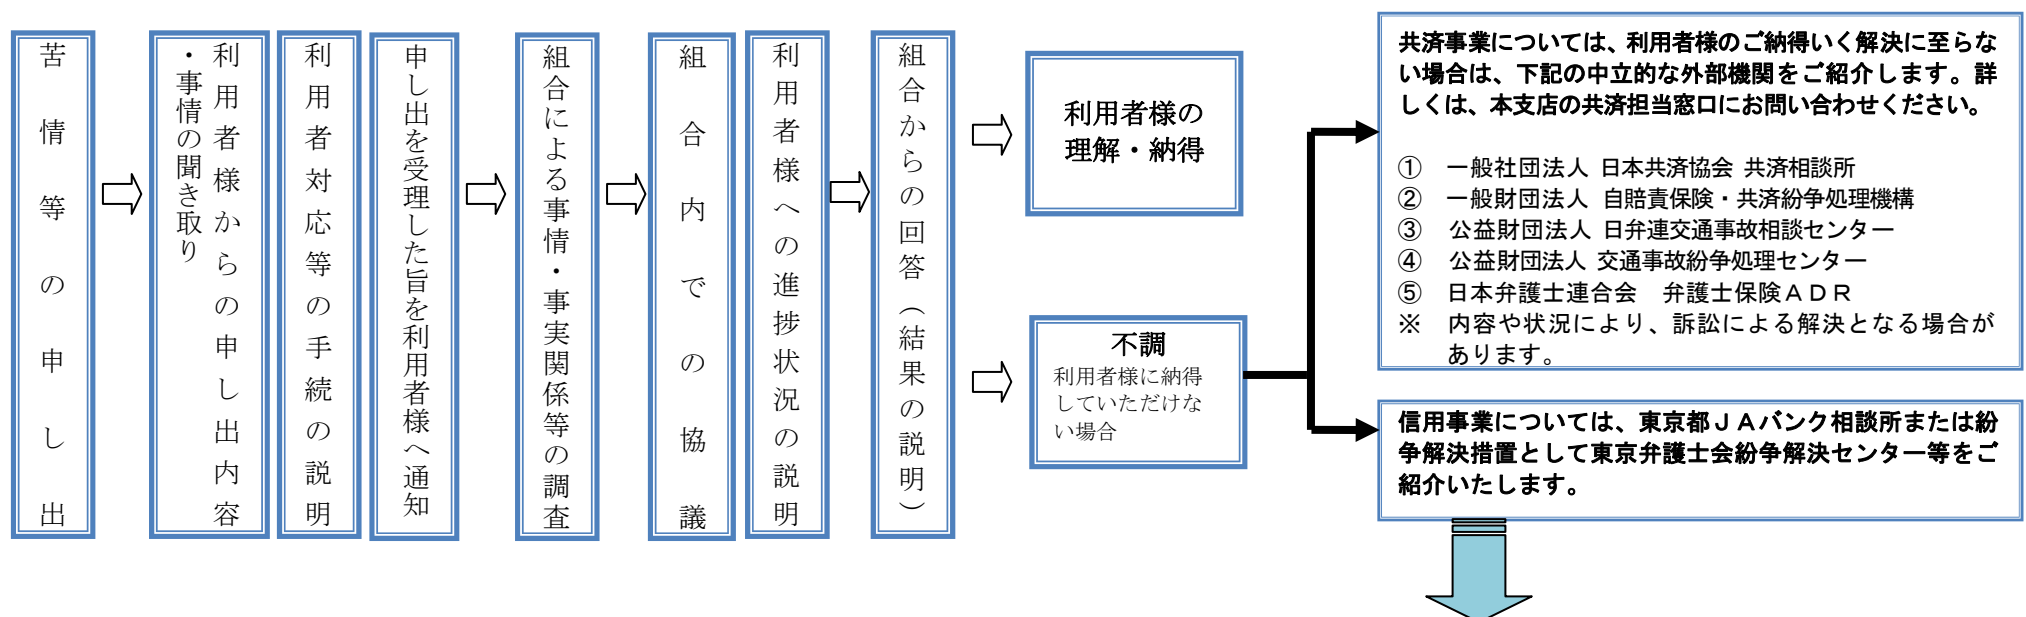 苦情等の申し出
利用者様からの申し出内容
・事情の聞き取り
利用者対応等の手続の説明
申し出を受理した旨を利用者様へ通知
組合による事情・事実関係等の調査
組合内での協議
利用者様への進捗状況の説明
組合からの回答（結果の説明）
利用者様の
理解・納得
不調
利用者様に納得
していただけな
い場合
共済事業については、利用者様のご納得いく解決に至らな
い場合は、下記の中立的な外部機関をご紹介します。詳
しくは、本支店の共済担当窓口にお問い合わせください。
① 一般社団法人 日本共済協会 共済相談所
② 一般財団法人 自賠責保険・共済紛争処理機構
③ 公益財団法人 日弁連交通事故相談センター
④ 公益財団法人 交通事故紛争処理センター
⑤ 日本弁護士連合会　弁護士保険ＡＤＲ
※ 内容や状況により、訴訟による解決となる場合が
あります。
信用事業については、東京都ＪＡバンク相談所または紛
争解決措置として東京弁護士会紛争解決センター等をご
紹介いたします。